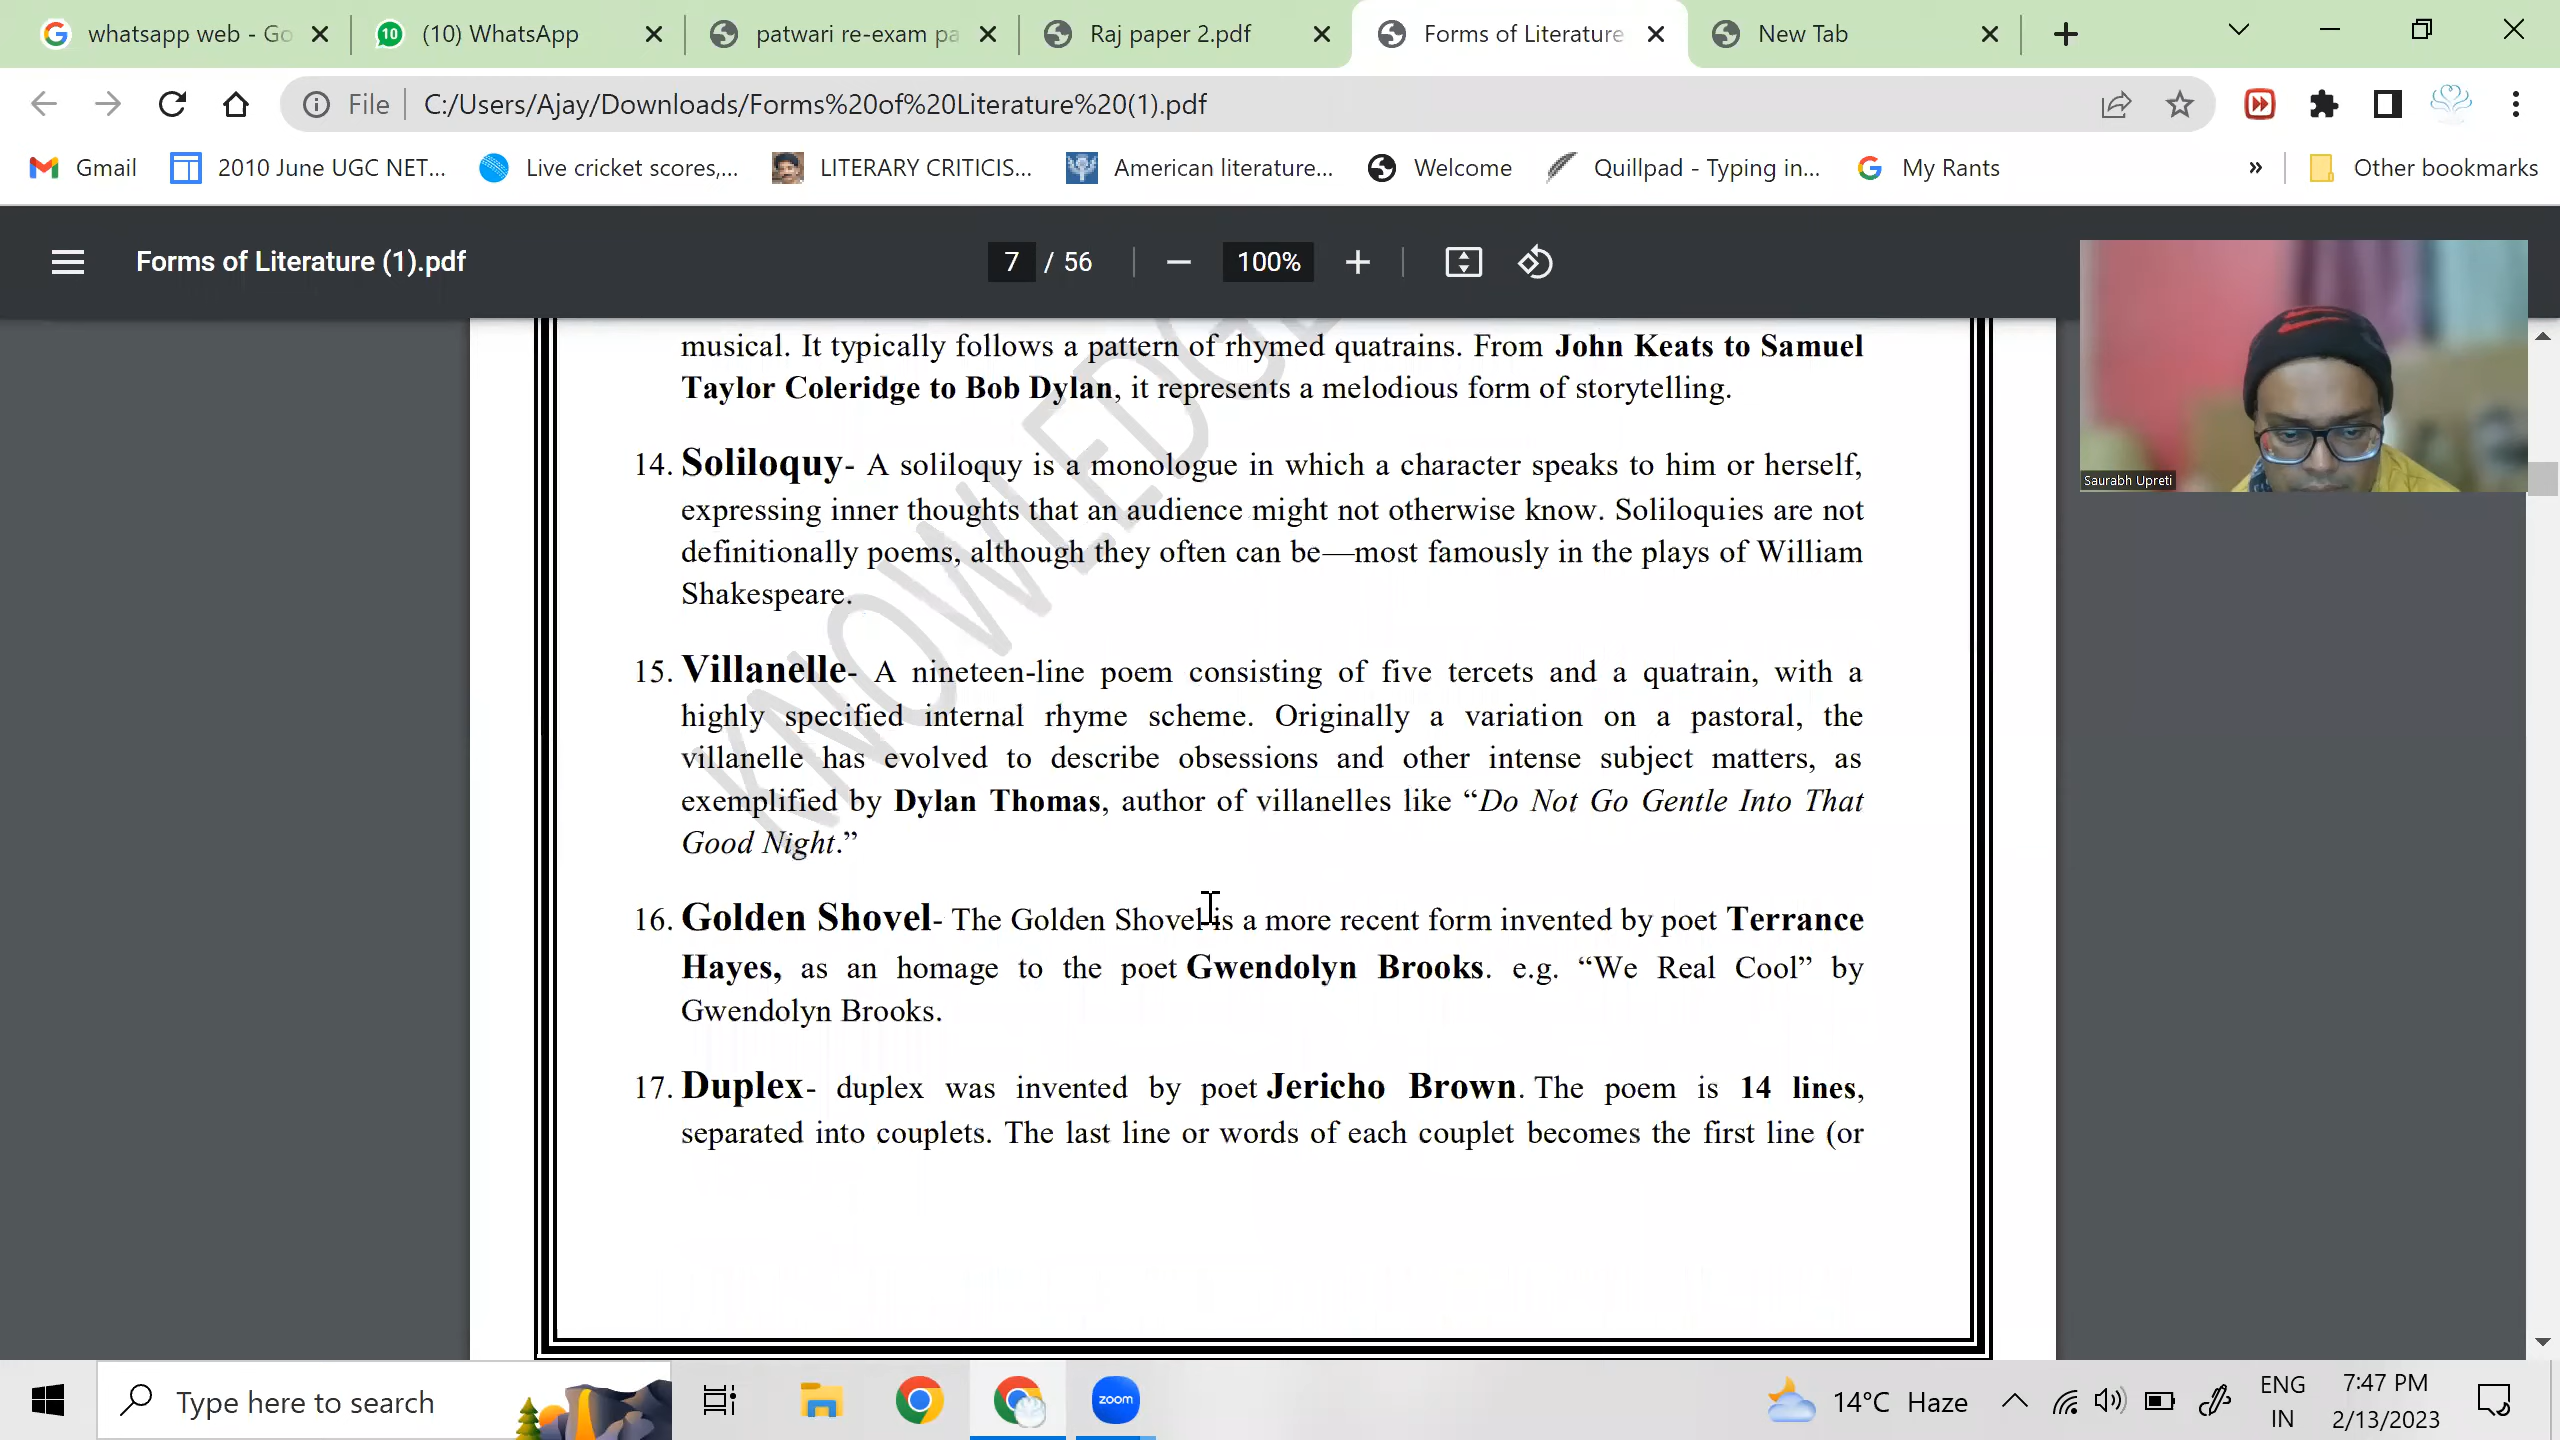 whatsapp web - Go
(10) WhatsApp
patwari re-exam pa
Raj paper 2.pdf
Forms of Literature
New Tab
File
C:/Users/Ajay/Downloads/Forms%20of%20Literature%20(1).pdf
Gmail
2010 June UGC NET...
Live cricket scores,...
LITERARY CRITICIS...
American literature...
Welcome
Quillpad - Typing in...
My Rants
»
Other bookmarks
Forms of Literature (1).pdf
7 / 56
100%
Saurabh Upreti
KNOWLEDGE
musical. It typically follows a pattern of rhymed quatrains. From John Keats to Samuel
Taylor Coleridge to Bob Dylan, it represents a melodious form of storytelling.
14. Soliloquy- A soliloquy is a monologue in which a character speaks to him or herself,
expressing inner thoughts that an audience might not otherwise know. Soliloquies are not
definitionally poems, although they often can be—most famously in the plays of William
Shakespeare.
15. Villanelle- A nineteen-line poem consisting of five tercets and a quatrain, with a
highly specified internal rhyme scheme. Originally a variation on a pastoral, the
villanelle has evolved to describe obsessions and other intense subject matters, as
exemplified by Dylan Thomas, author of villanelles like “Do Not Go Gentle Into That
Good Night.”
16. Golden Shovel- The Golden Shovel is a more recent form invented by poet Terrance
Hayes, as an homage to the poet Gwendolyn Brooks. e.g. “We Real Cool” by
Gwendolyn Brooks.
17. Duplex- duplex was invented by poet Jericho Brown. The poem is 14 lines,
separated into couplets. The last line or words of each couplet becomes the first line (or
Type here to search
zoom
14°C Haze
ENG
IN
7:47 PM
2/13/2023